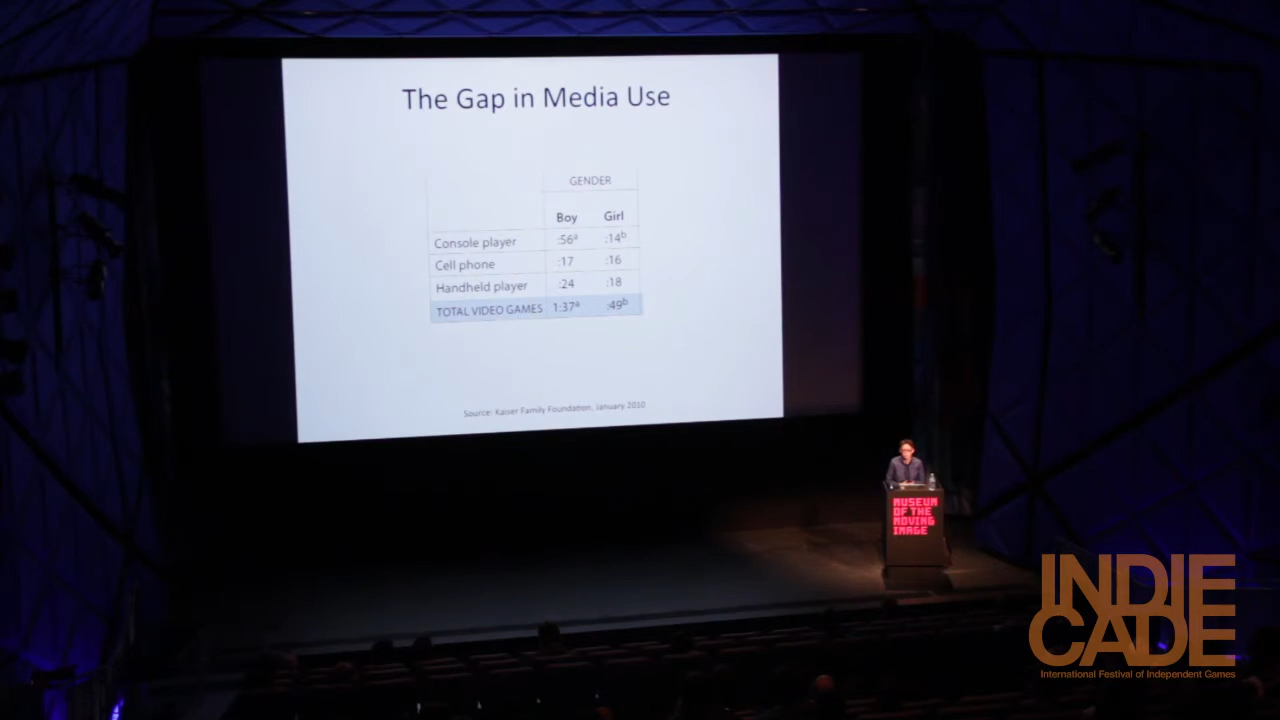 The Gap in Media Use
GENDER
Boy Girl
Console player :56ᵃ :14ᵇ
Cell phone :17 :16
Handheld player :24 :18
TOTAL VIDEO GAMES 1:37ᵃ :49ᵇ
Source: Kaiser Family Foundation, January 2010
MUSEUM
OF THE
MOVING
IMAGE
INDIE
CADE
International Festival of Independent Games